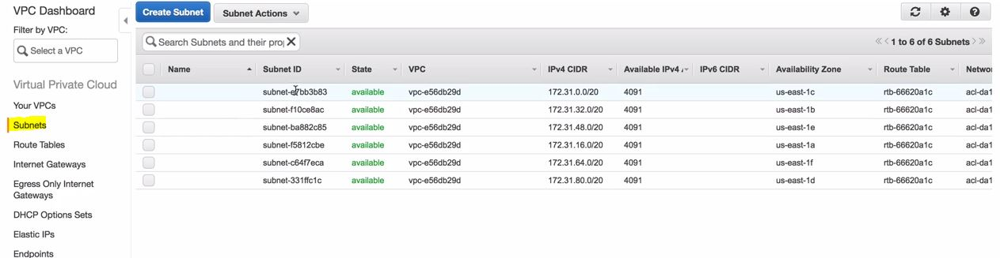 VPC Dashboard
Filter by VPC:
Select a VPC
Virtual Private Cloud
Your VPCs
Subnets
Route Tables
Internet Gateways
Egress Only Internet
Gateways
DHCP Options Sets
Elastic IPs
Endpoints
Create Subnet Subnet Actions
Search Subnets and their pro
1 to 6 of 6 Subnets
Name Subnet ID State VPC IPv4 CIDR Available IPv4 IPv6 CIDR Availability Zone Route Table Netwo
subnet-e7bb3b83 available vpc-e56db29d 172.31.0.0/20 4091 us-east-1c rtb-66620a1c acl-da1
subnet-f10ce8ac available vpc-e56db29d 172.31.32.0/20 4091 us-east-1b rtb-66620a1c acl-da1
subnet-ba882c85 available vpc-e56db29d 172.31.48.0/20 4091 us-east-1e rtb-66620a1c acl-da1
subnet-f5812cbe available vpc-e56db29d 172.31.16.0/20 4091 us-east-1a rtb-66620a1c acl-da1
subnet-c64f7eca available vpc-e56db29d 172.31.64.0/20 4091 us-east-1f rtb-66620a1c acl-da1
subnet-331ffc1c available vpc-e56db29d 172.31.80.0/20 4091 us-east-1d rtb-66620a1c acl-da1